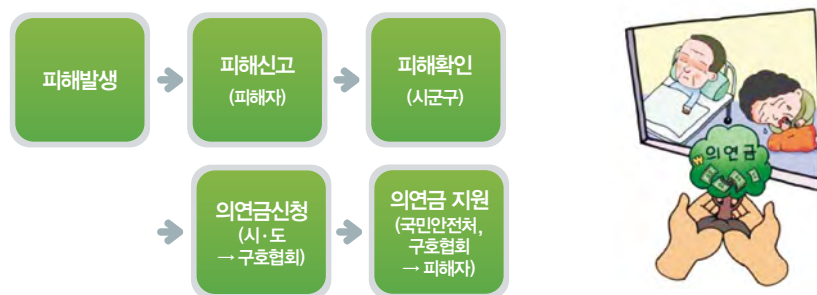 피해발생
피해신고
(피해자)
피해확인
(시군구)
의연금신청
(시·도
→ 구호협회)
의연금 지원
(국민안전처,
구호협회
→ 피해자)
₩의연금